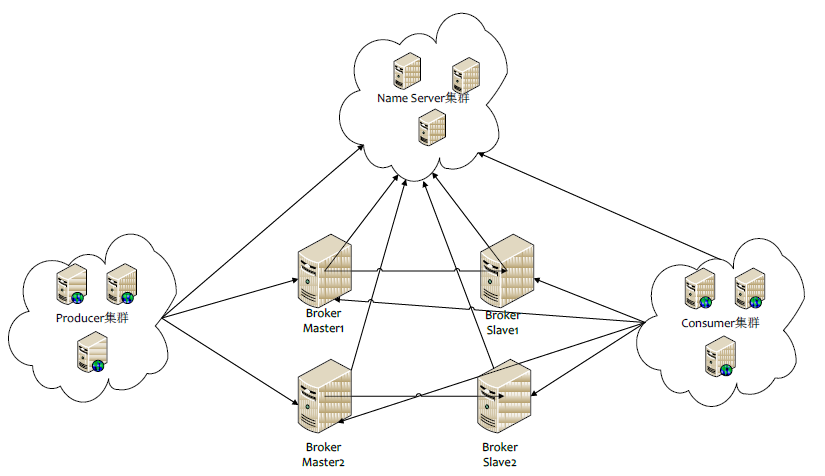 Name Server集群
Producer集群
Broker
Master1
Broker
Slave1
Consumer集群
Broker
Master2
Broker
Slave2